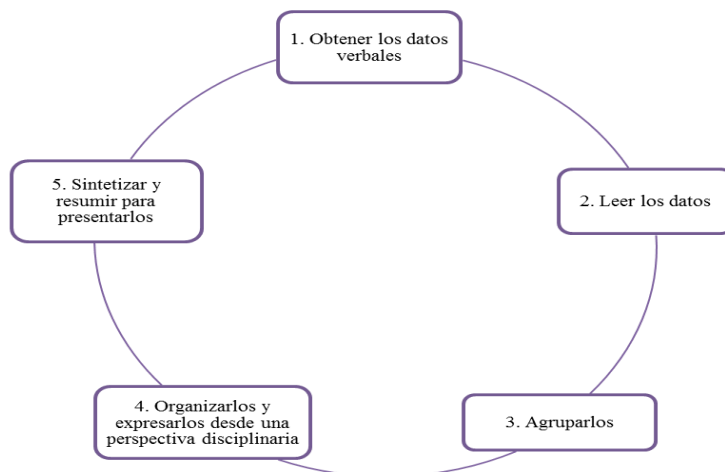 1. Obtener los datos
verbales
2. Leer los datos
3. Agruparlos
4. Organizarlos y
expresarlos desde una
perspectiva disciplinaria
5. Sintetizar y
resumir para
presentarlos